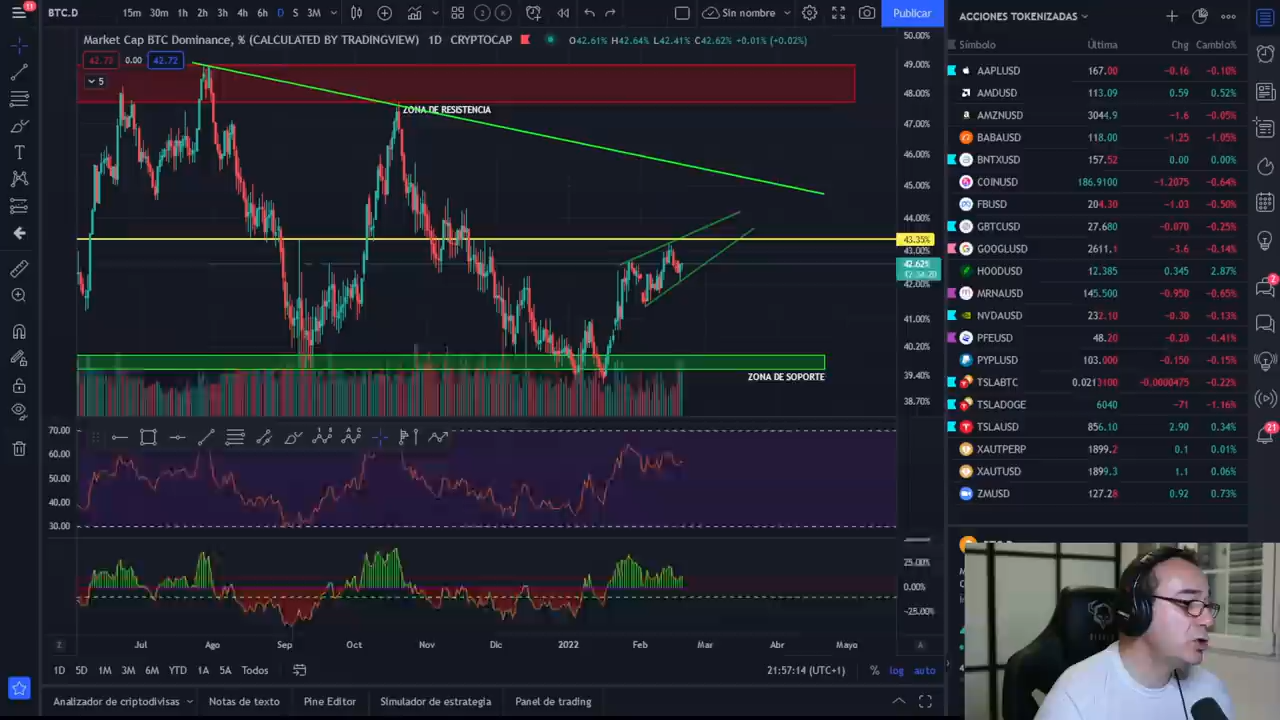 11
BTC.D
15m 30m 1h 2h 3h 4h 6h D S 3M
Sin nombre
Publicar
ACCIONES TOKENIZADAS
Market Cap BTC Dominance, % (CALCULATED BY TRADINGVIEW) 1D CRYPTOCAP O42.61% H42.64% L42.41% C42.62% +0.01% (+0.02%)
42.72 0.00 42.72
5
ZONA DE RESISTENCIA
ZONA DE SOPORTE
50.00%
49.00%
48.00%
47.00%
46.00%
45.00%
44.00%
43.35%
43.00%
42.62%
42.00%
41.00%
40.20%
39.40%
38.70%
70.00
60.00
50.00
40.00
30.00
25.00%
0.00%
-25.00%
Jul Ago Sep Oct Nov Dic 2022 Feb Mar Abr Mayo
1D 5D 1M 3M 6M YTD 1A 5A Todos
21:57:14 (UTC+1) % log auto
Analizador de criptodivisas Notas de texto Pine Editor Simulador de estrategia Panel de trading
Símbolo Última Chg Cambio%
AAPLUSD 167.00 −0.16 −0.10%
AMDUSD 113.09 0.59 0.52%
AMZNUSD 3044.9 −1.6 −0.05%
BABAUSD 118.00 −1.25 −1.05%
BNTXUSD 157.52 0.00 0.00%
COINUSD 186.9100 −1.2075 −0.64%
FBUSD 204.30 −1.03 −0.50%
GBTCUSD 27.680 −0.070 −0.25%
GOOGLUSD 2611.1 −3.6 −0.14%
HOODUSD 12.385 0.345 2.87%
MRNAUSD 145.500 −0.950 −0.65%
NVDAUSD 232.10 −0.30 −0.13%
PFEUSD 48.20 −0.20 −0.41%
PYPLUSD 103.000 −0.150 −0.15%
TSLABTC 0.0213100 −0.0000475 −0.22%
TSLADOGE 6040 −71 −1.16%
TSLAUSD 856.10 2.90 0.34%
XAUTPERP 1899.2 0.1 0.01%
XAUTUSD 1899.3 1.1 0.06%
ZMUSD 127.28 0.92 0.73%
2
21